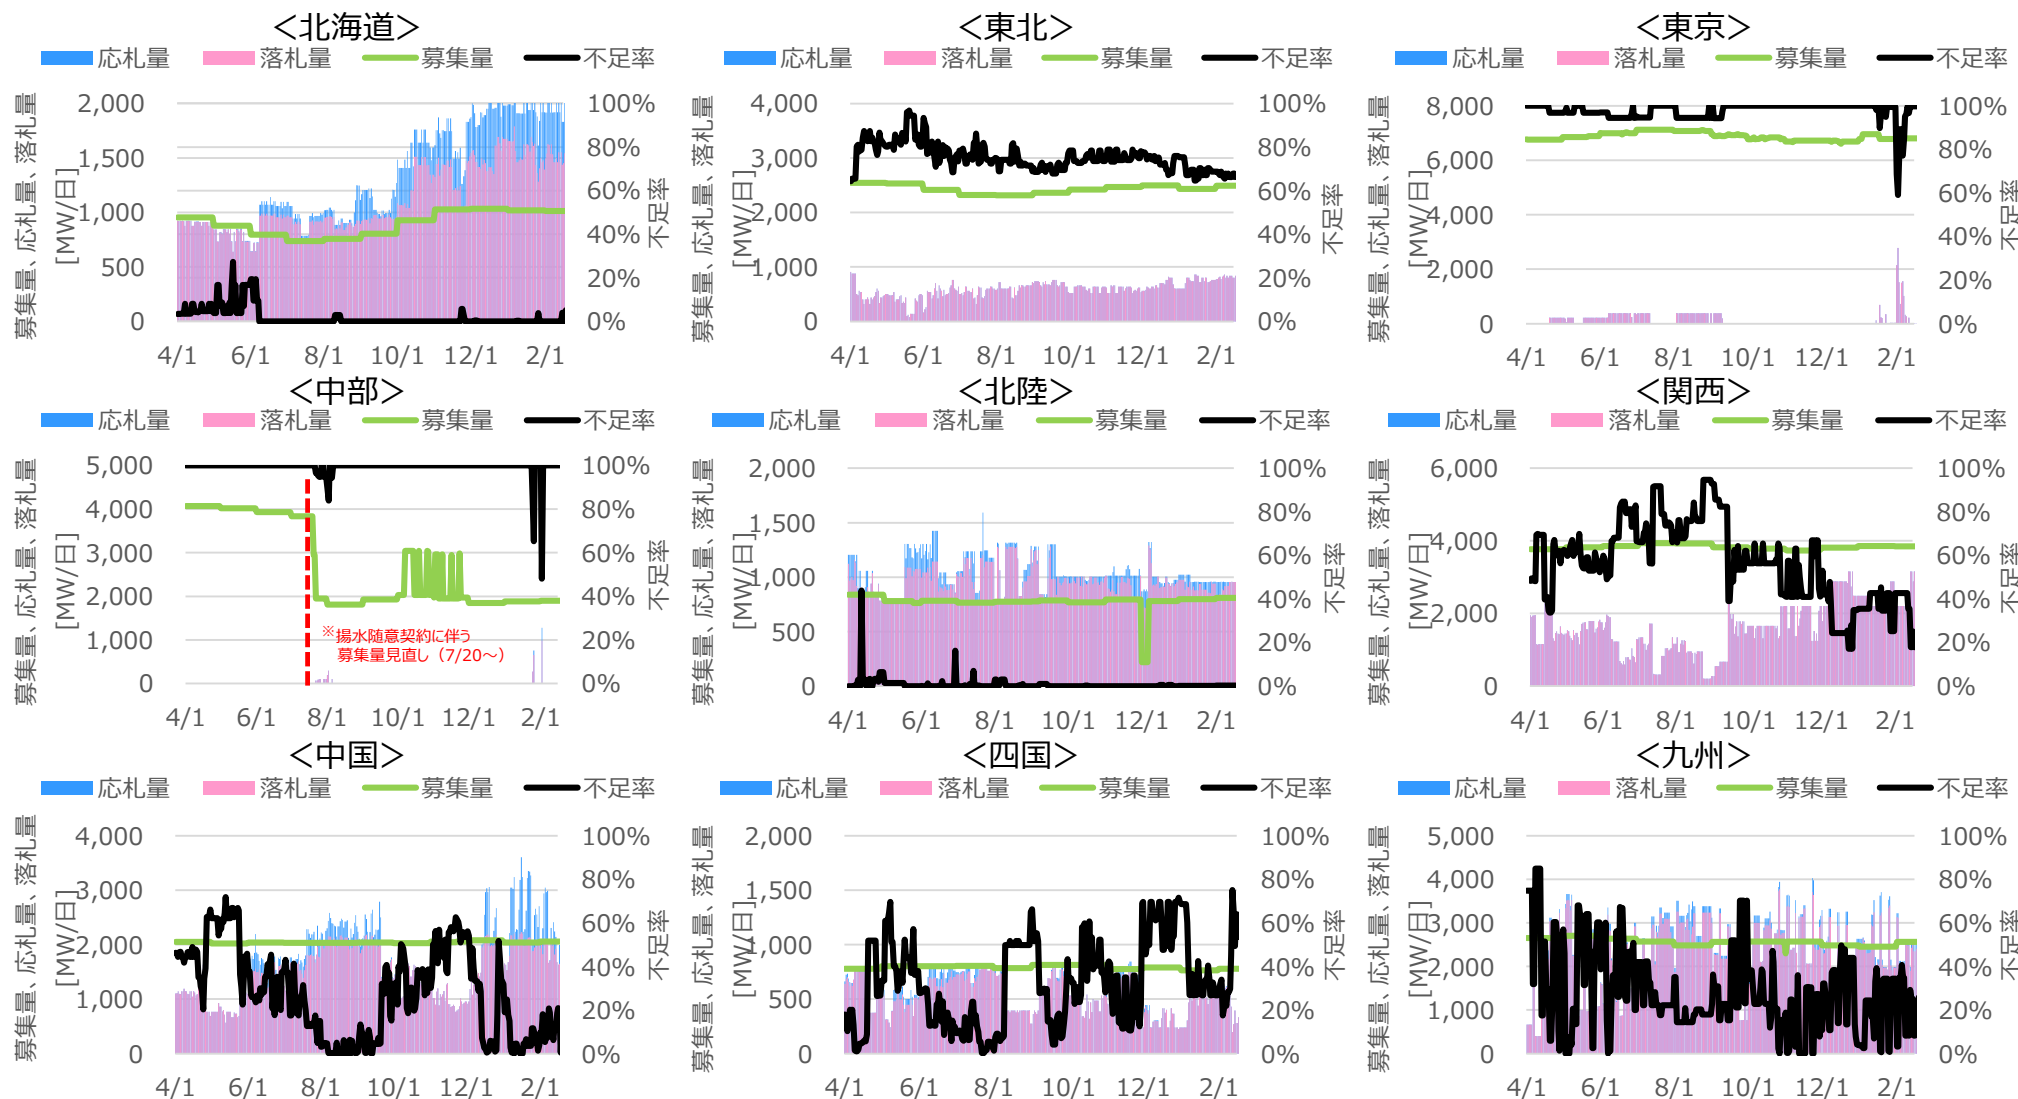 ＜北海道＞
応札量 落札量 募集量 不足率
募集量、応札量、落札量
[MW/日]
2,000
1,500
1,000
500
0
100%
80%
60%
40%
20%
0%
不足率
4/1 6/1 8/1 10/1 12/1 2/1
＜東北＞
応札量 落札量 募集量 不足率
募集量、応札量、落札量
[MW/日]
4,000
3,000
2,000
1,000
0
100%
80%
60%
40%
20%
0%
不足率
4/1 6/1 8/1 10/1 12/1 2/1
＜東京＞
応札量 落札量 募集量 不足率
募集量、応札量、落札量
[MW/日]
8,000
6,000
4,000
2,000
0
100%
80%
60%
40%
20%
0%
不足率
4/1 6/1 8/1 10/1 12/1 2/1
＜中部＞
応札量 落札量 募集量 不足率
募集量、応札量、落札量
[MW/日]
5,000
4,000
3,000
2,000
1,000
0
100%
80%
60%
40%
20%
0%
不足率
※揚水随意契約に伴う
募集量見直し（7/20～）
4/1 6/1 8/1 10/1 12/1 2/1
＜北陸＞
応札量 落札量 募集量 不足率
募集量、応札量、落札量
[MW/日]
2,000
1,500
1,000
500
0
100%
80%
60%
40%
20%
0%
不足率
4/1 6/1 8/1 10/1 12/1 2/1
＜関西＞
応札量 落札量 募集量 不足率
募集量、応札量、落札量
[MW/日]
6,000
4,000
2,000
0
100%
80%
60%
40%
20%
0%
不足率
4/1 6/1 8/1 10/1 12/1 2/1
＜中国＞
応札量 落札量 募集量 不足率
募集量、応札量、落札量
[MW/日]
4,000
3,000
2,000
1,000
0
100%
80%
60%
40%
20%
0%
不足率
4/1 6/1 8/1 10/1 12/1 2/1
＜四国＞
応札量 落札量 募集量 不足率
募集量、応札量、落札量
[MW/日]
2,000
1,500
1,000
500
0
100%
80%
60%
40%
20%
0%
不足率
4/1 6/1 8/1 10/1 12/1 2/1
＜九州＞
応札量 落札量 募集量 不足率
募集量、応札量、落札量
[MW/日]
5,000
4,000
3,000
2,000
1,000
0
100%
80%
60%
40%
20%
0%
不足率
4/1 6/1 8/1 10/1 12/1 2/1